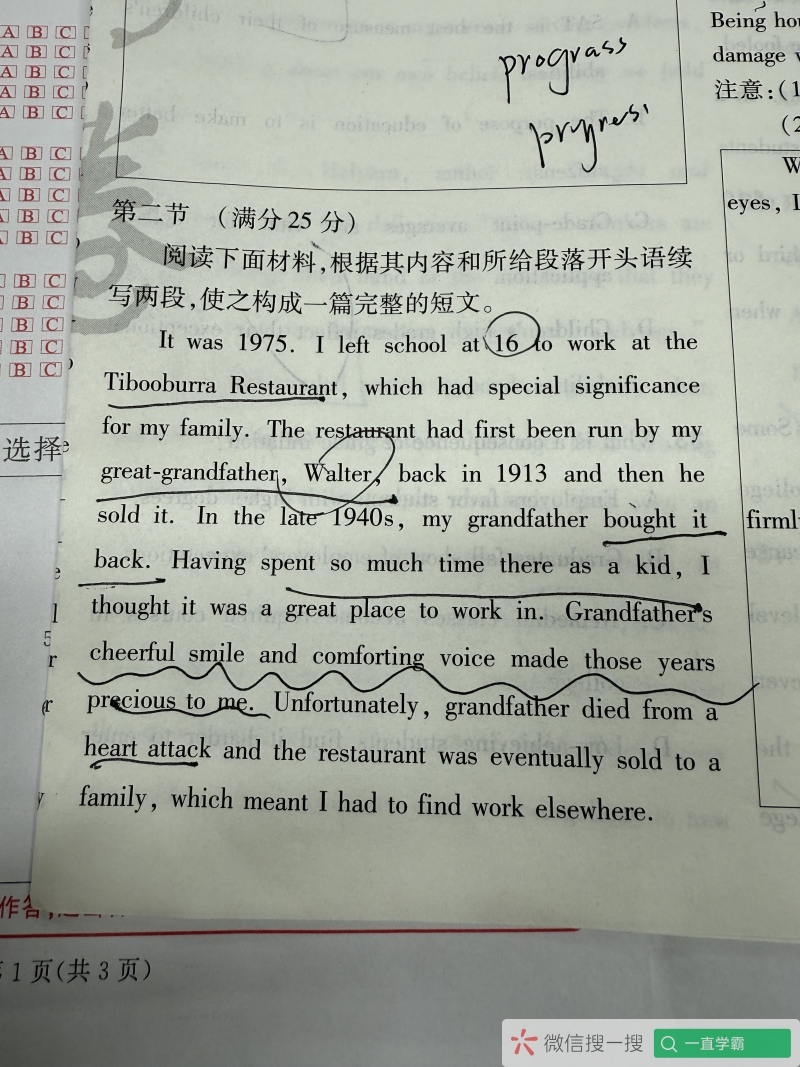 A B C
A B C
A B C
A B C
A B C
A B C
A B C
A B C
A B C
A B C
B C
B C
B C
B C
B C
选择
prograss
progress
Being
damage
注意:(1
(2
W
eyes, I
firml
第二节 (满分25分)
阅读下面材料,根据其内容和所给段落开头语续
写两段,使之构成一篇完整的短文。
It was 1975. I left school at 16 to work at the
Tibooburra Restaurant, which had special significance
for my family. The restaurant had first been run by my
great-grandfather, Walter, back in 1913 and then he
sold it. In the late 1940s, my grandfather bought it
back. Having spent so much time there as a kid, I
thought it was a great place to work in. Grandfather's
cheerful smile and comforting voice made those years
precious to me. Unfortunately, grandfather died from a
heart attack and the restaurant was eventually sold to a
family, which meant I had to find work elsewhere.
第1页(共3页)
微信搜一搜
一直学霸